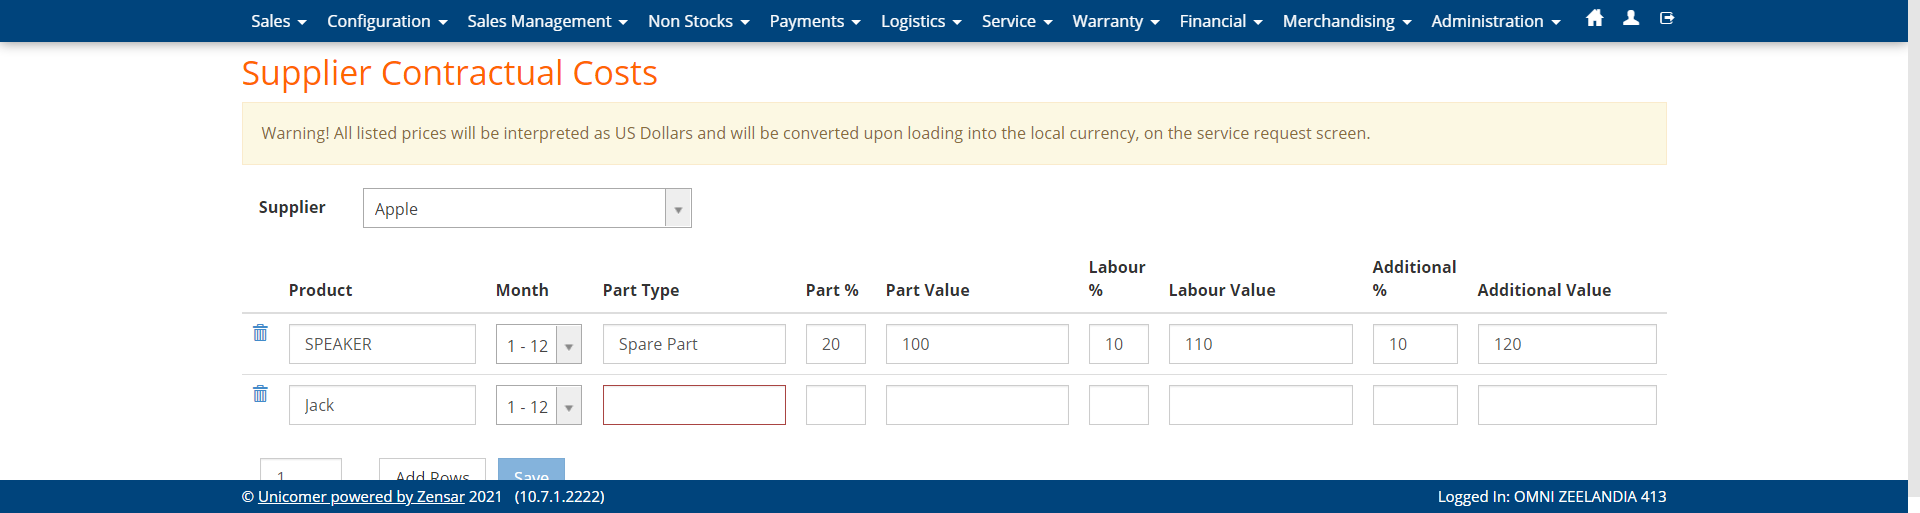 Sales Configuration Sales Management Non Stocks Payments Logistics Service Warranty Financial Merchandising Administration
Supplier Contractual Costs
Warning! All listed prices will be interpreted as US Dollars and will be converted upon loading into the local currency, on the service request screen.
Supplier Apple
Product Month Part Type Part % Part Value Labour % Labour Value Additional % Additional Value
SPEAKER 1 - 12 Spare Part 20 100 10 110 10 120
Jack 1 - 12
1 Add Rows Save
© Unicomer powered by Zensar 2021 (10.7.1.2222) Logged In: OMNI ZEELANDIA 413